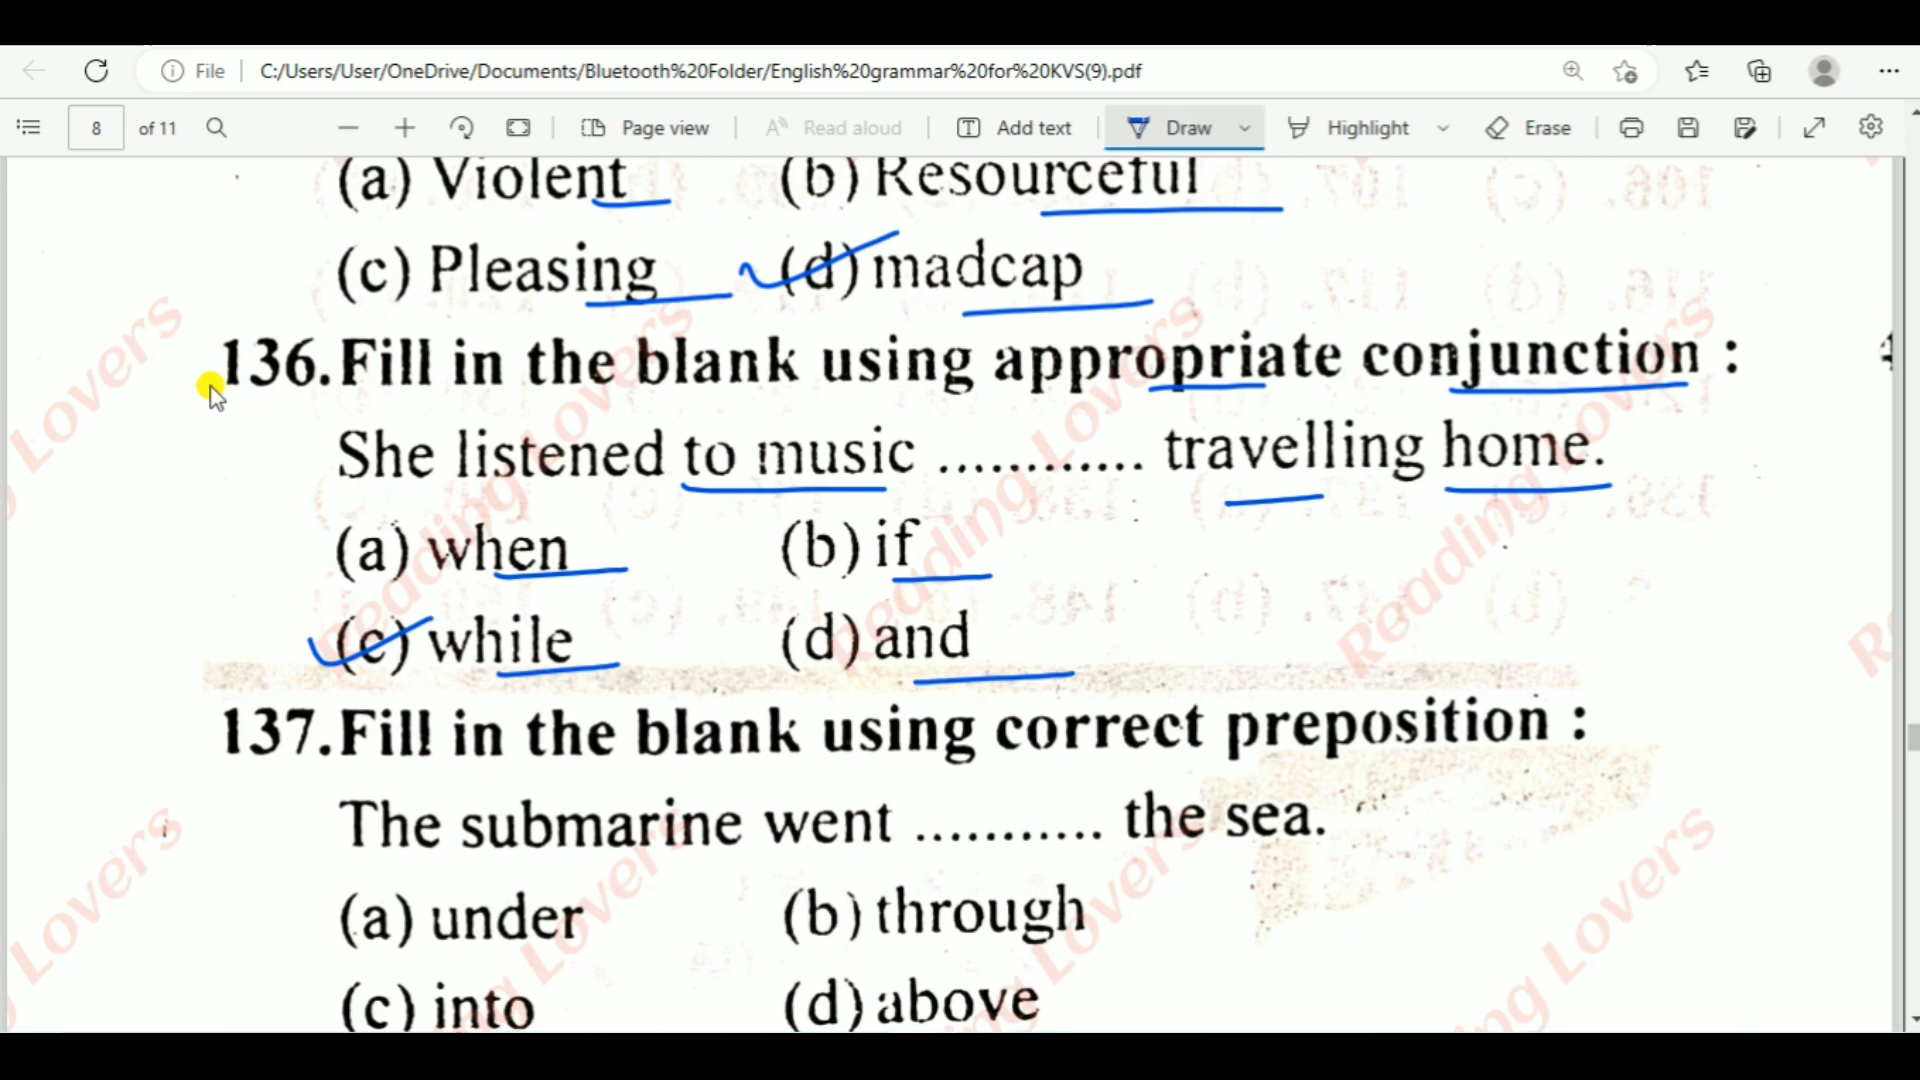 File C:/Users/User/OneDrive/Documents/Bluetooth%20Folder/English%20grammar%20for%20KVS(9).pdf
8 of 11 Page view Read aloud Add text Draw Highlight Erase
(a) Violent (b) Resourceful
(c) Pleasing (d) madcap
136. Fill in the blank using appropriate conjunction :
She listened to music ............ travelling home.
(a) when (b) if
(c) while (d) and
137. Fill in the blank using correct preposition :
The submarine went ........... the sea.
(a) under (b) through
(c) into (d) above
Reading Lovers